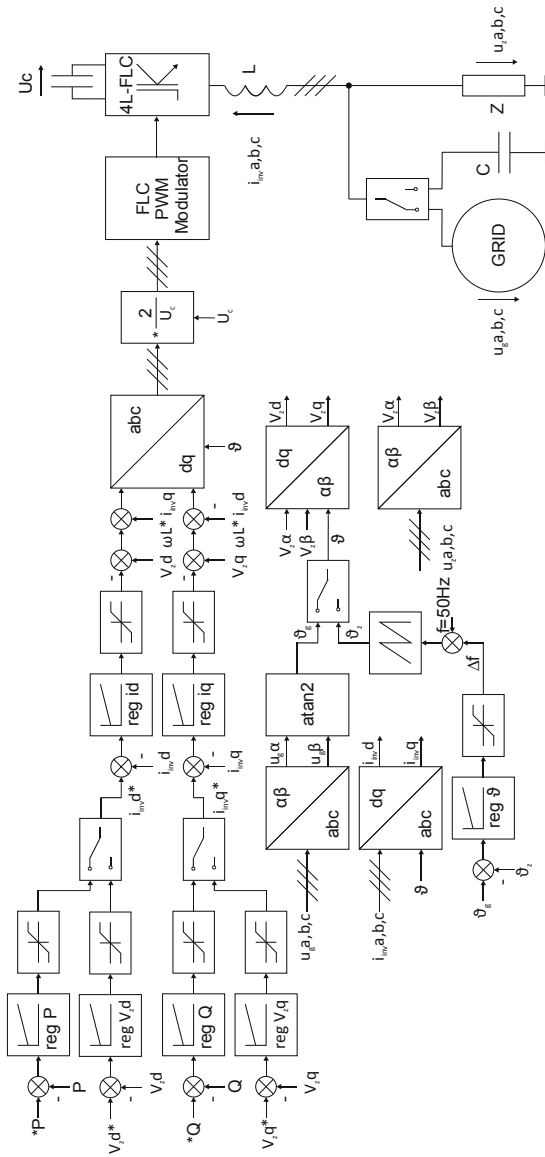 *P
P
-
reg P
V_z d*
V_z d
-
reg V_z d
*Q
Q
-
reg Q
V_z q*
V_z q
-
reg V_z q
i_inv d*
i_inv q*
i_inv d
-
i_inv q
-
reg id
reg iq
-
-
V_z d
ωL* i_inv q
V_z q
ωL* i_inv d
-
abc
dq
ϑ
* 2
U_c
U_c
FLC
PWM
Modulator
4L-FLC
Uc
L
i_inv a,b,c
Z
u_z a,b,c
C
GRID
u_g a,b,c
u_g a,b,c
αβ
abc
u_g α
u_g β
atan2
ϑ_g
ϑ_z
ϑ
V_z α
V_z β
dq
αβ
V_z d
V_z q
i_inv a,b,c
ϑ
dq
abc
i_inv d
i_inv q
u_z a,b,c
αβ
abc
V_z α
V_z β
ϑ_g
ϑ_z
-
reg ϑ
Δf
f=50Hz